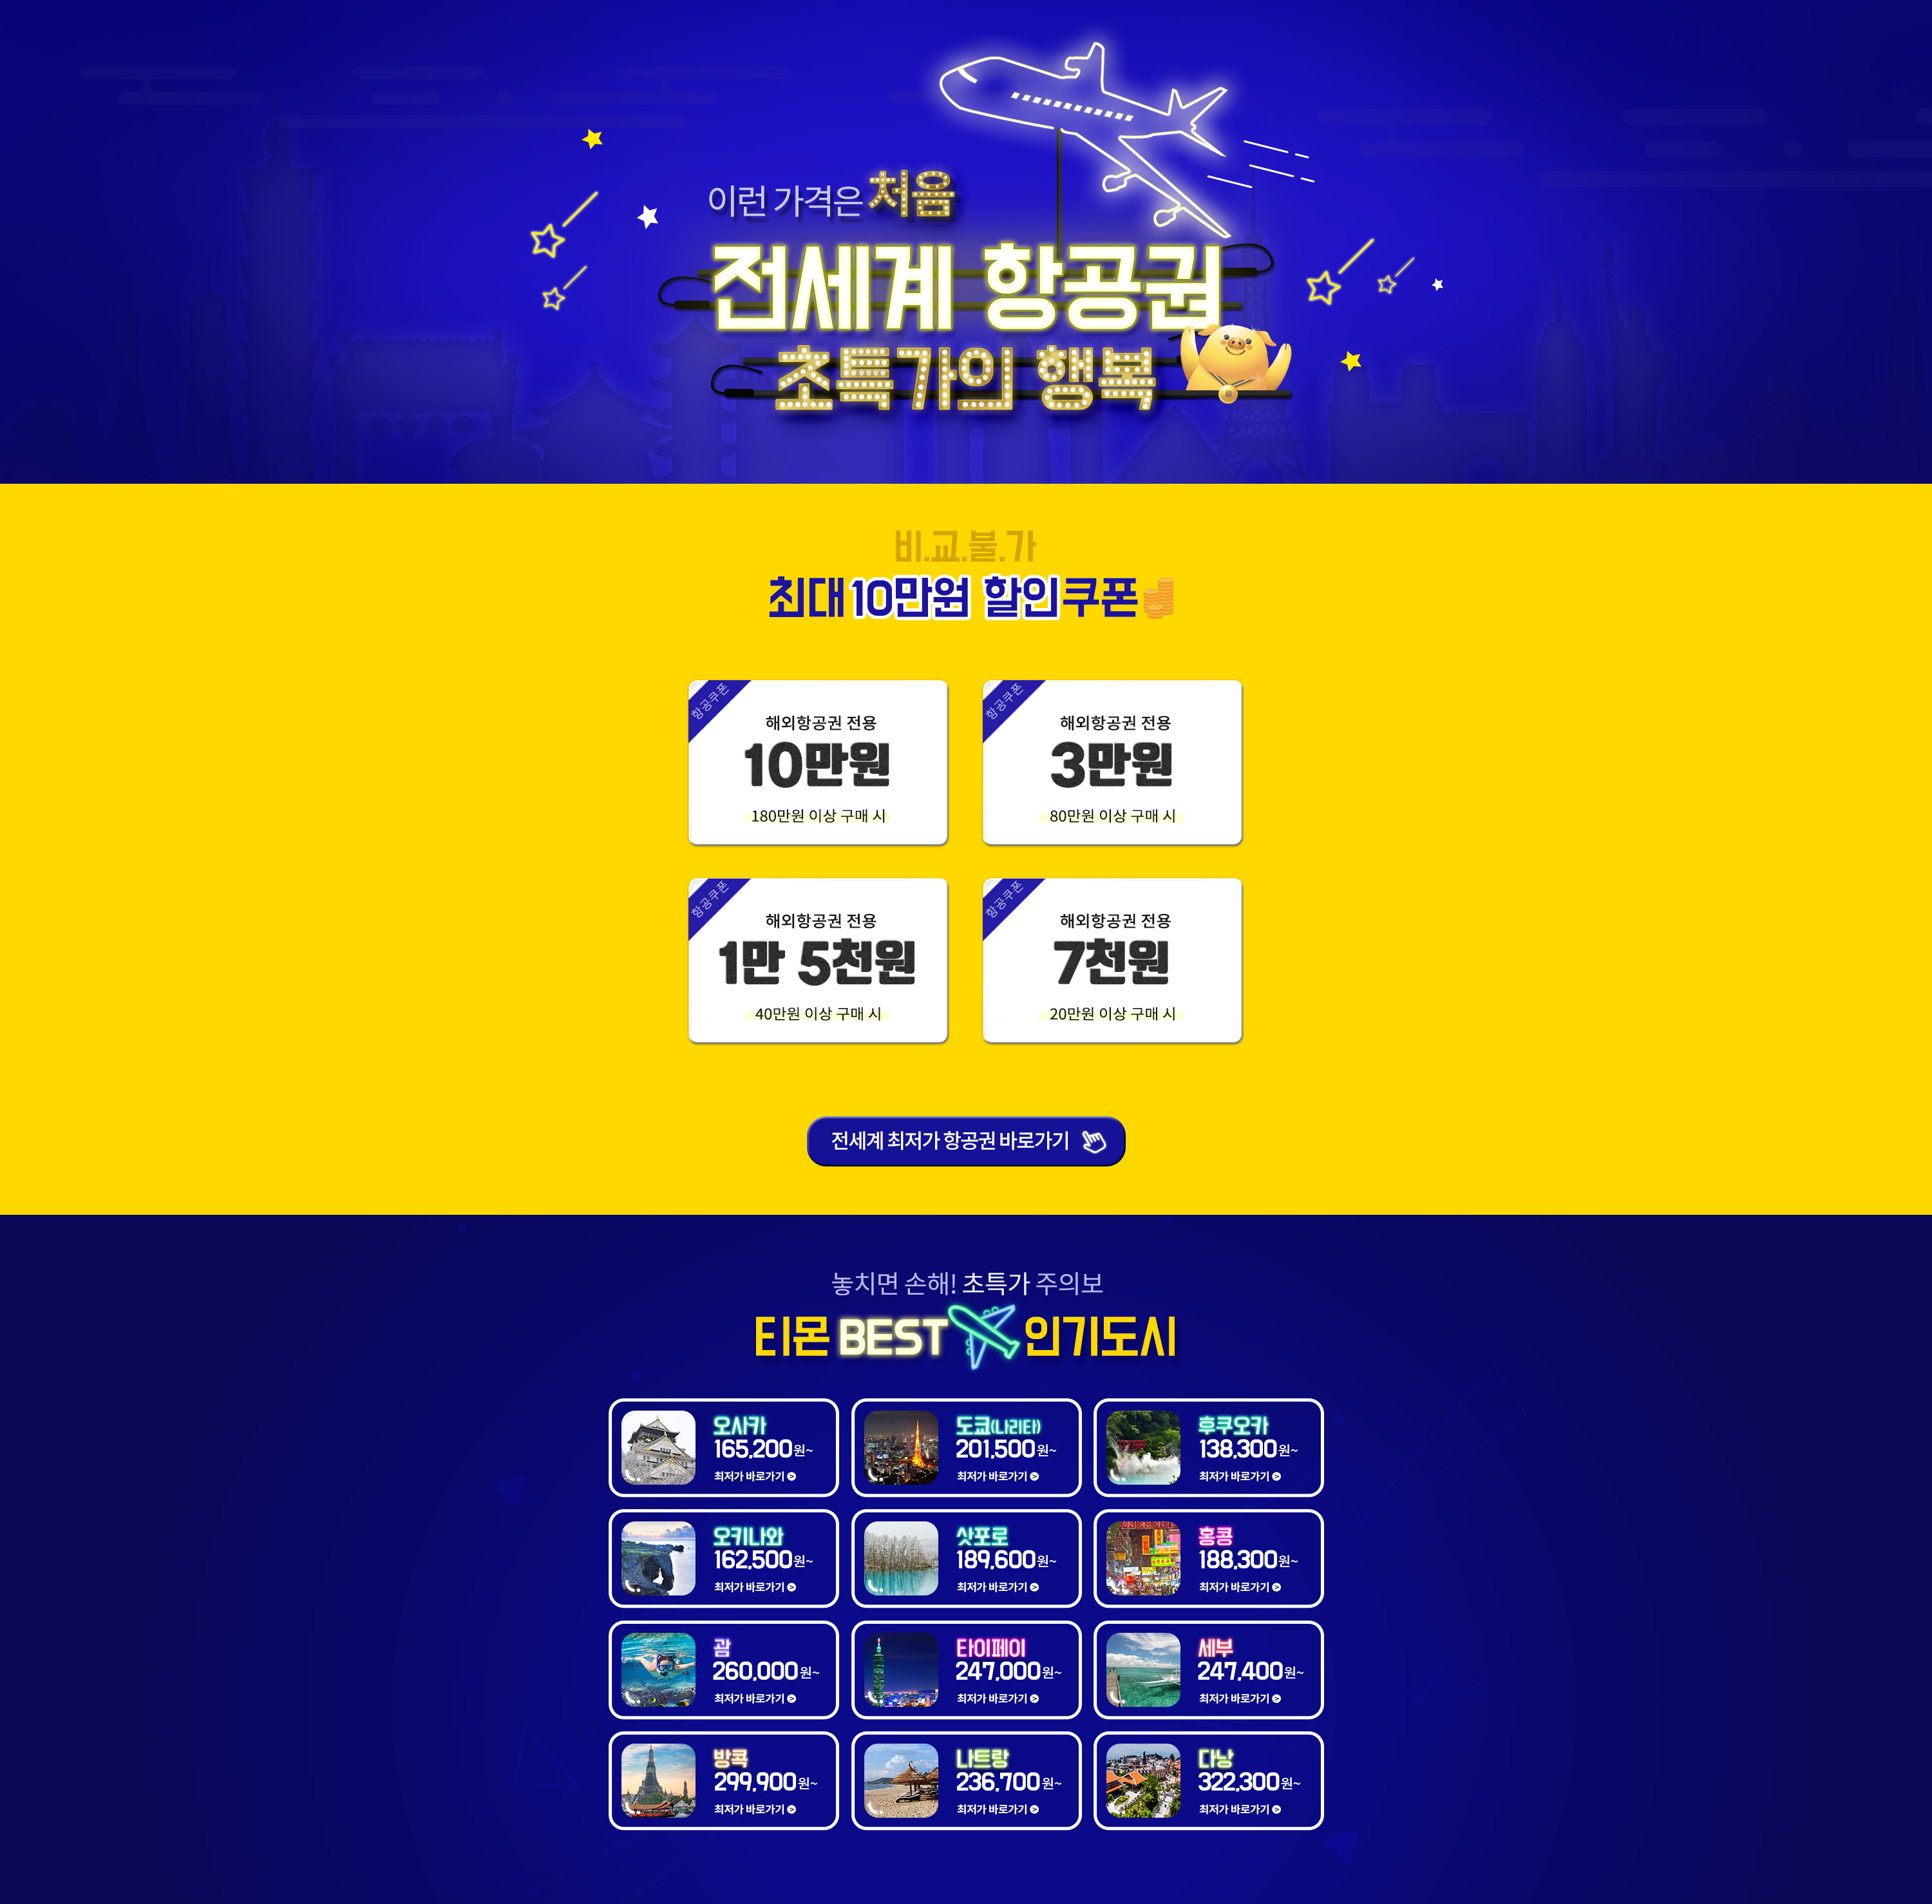 이런 가격은 처음
전세계 항공권
초특가의 행복
비.교.불.가
최대 10만원 할인쿠폰
항공쿠폰
해외항공권 전용
10만원
180만원 이상 구매 시
항공쿠폰
해외항공권 전용
3만원
80만원 이상 구매 시
항공쿠폰
해외항공권 전용
1만 5천원
40만원 이상 구매 시
항공쿠폰
해외항공권 전용
7천원
20만원 이상 구매 시
전세계 최저가 항공권 바로가기
놓치면 손해! 초특가 주의보
티몬 BEST 인기도시
오사카
165,200원~
최저가 바로가기 >
도쿄(나리타)
201,500원~
최저가 바로가기 >
후쿠오카
138,300원~
최저가 바로가기 >
오키나와
162,500원~
최저가 바로가기 >
삿포로
189,600원~
최저가 바로가기 >
홍콩
188,300원~
최저가 바로가기 >
괌
260,000원~
최저가 바로가기 >
타이페이
247,000원~
최저가 바로가기 >
세부
247,400원~
최저가 바로가기 >
방콕
299,900원~
최저가 바로가기 >
나트랑
236,700원~
최저가 바로가기 >
다낭
322,300원~
최저가 바로가기 >